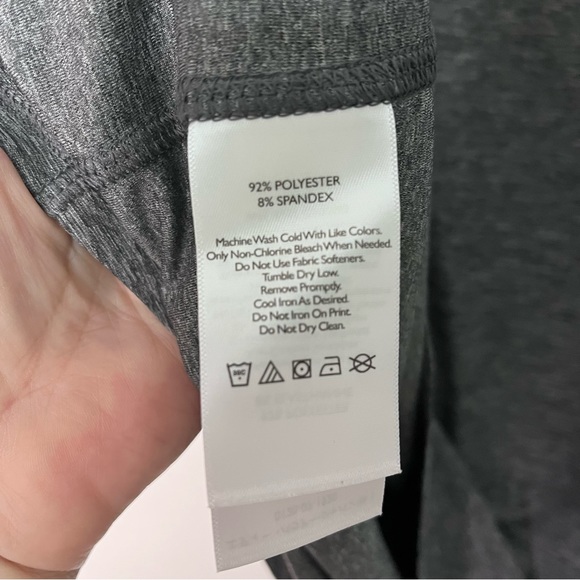 92% POLYESTER
8% SPANDEX
Machine Wash Cold With Like Colors.
Only Non-Chlorine Bleach When Needed.
Do Not Use Fabric Softeners.
Tumble Dry Low.
Remove Promptly.
Cool Iron As Desired.
Do Not Iron On Print.
Do Not Dry Clean.